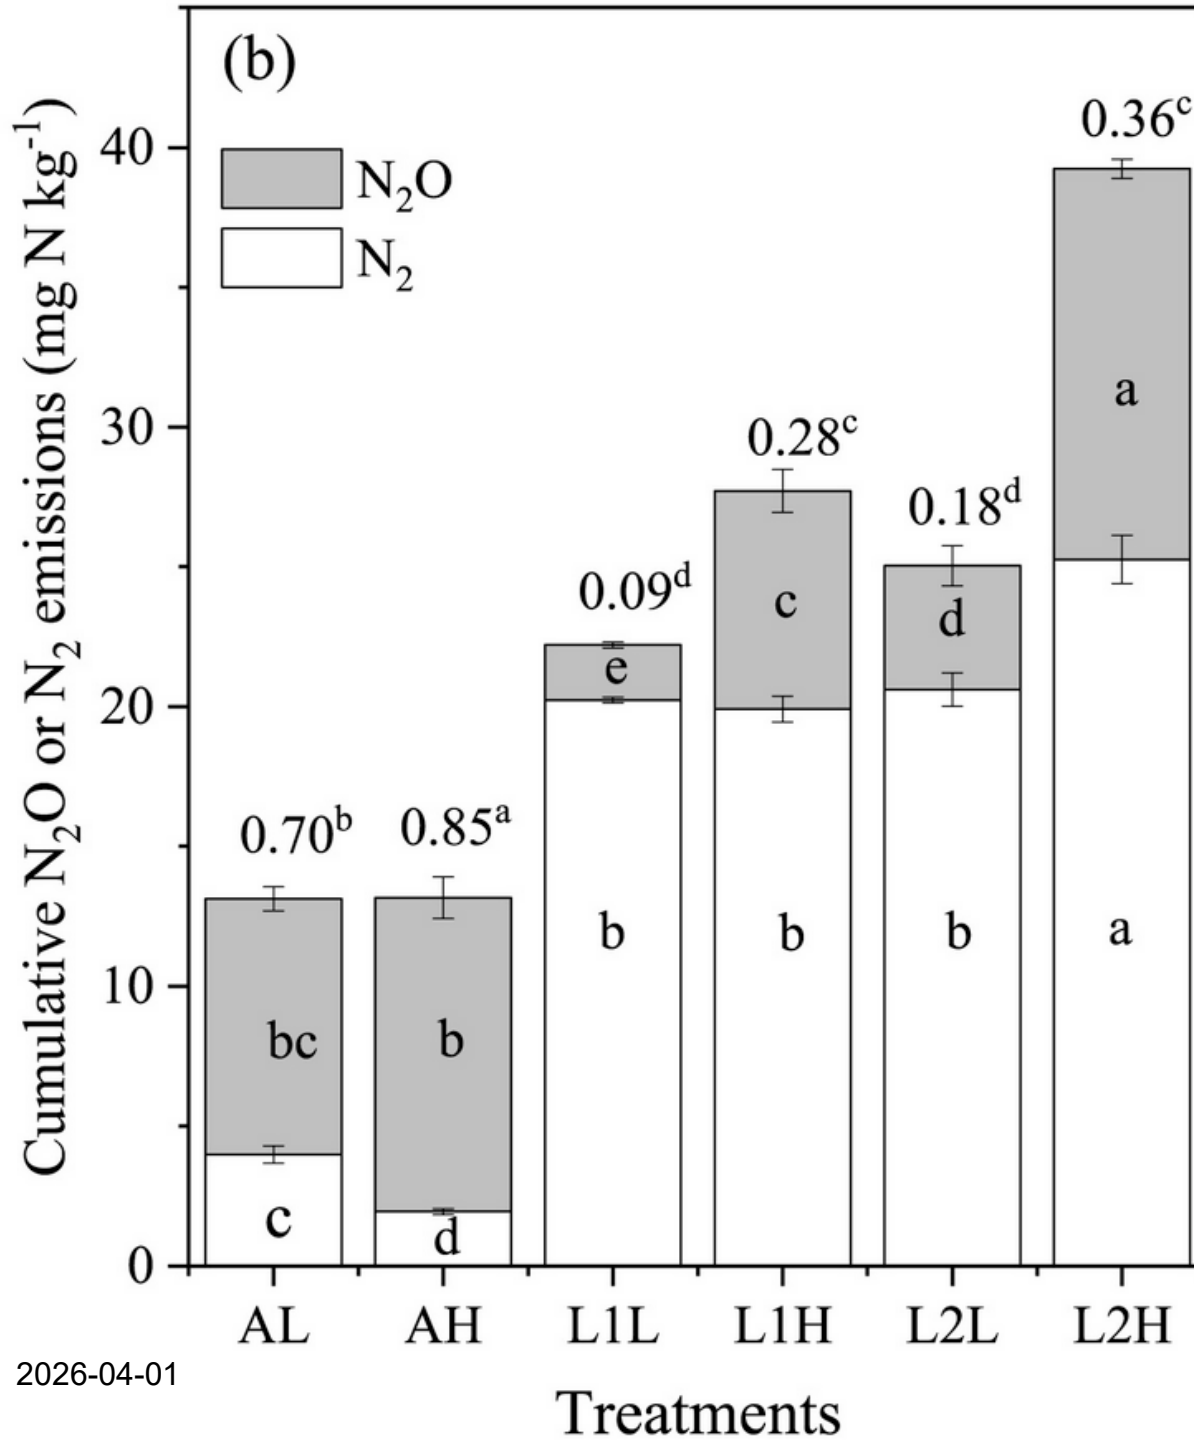 (b)
N₂O
N₂
Cumulative N₂O or N₂ emissions (mg N kg⁻¹)
40
30
20
10
0
0.70ᵇ
0.85ᵃ
0.09ᵈ
0.28ᶜ
0.18ᵈ
0.36ᶜ
bc
b
e
c
d
a
c
d
b
b
b
a
AL AH L1L L1H L2L L2H
2026-04-01
Treatments